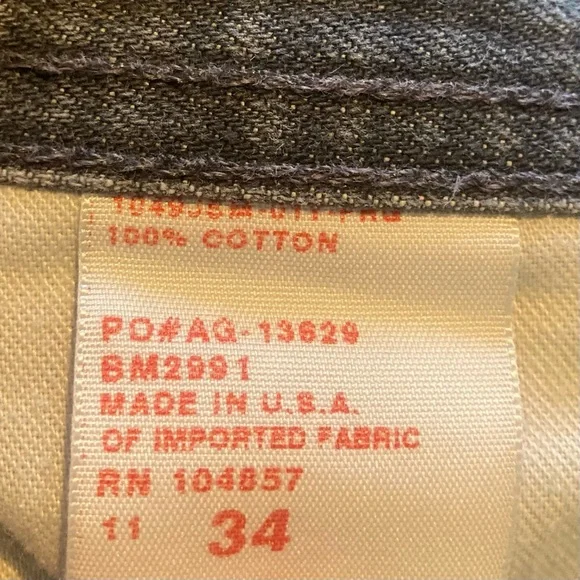 100% COTTON
PO#AG-13629
BM2991
MADE IN U.S.A.
OF IMPORTED FABRIC
RN 104857
11 34